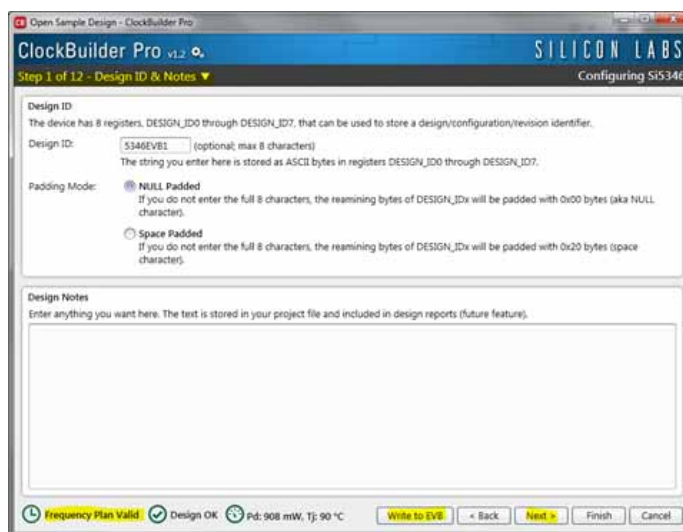 Open Sample Design - ClockBuilder Pro
ClockBuilder Pro v1.2
SILICON LABS
Step 1 of 12 - Design ID & Notes ▼
Configuring Si5346
Design ID
The device has 8 registers, DESIGN_ID0 through DESIGN_ID7, that can be used to store a design/configuration/revision identifier.
Design ID: 5346EVB1 (optional; max 8 characters)
The string you enter here is stored as ASCII bytes in registers DESIGN_ID0 through DESIGN_ID7.
Padding Mode: NULL Padded
If you do not enter the full 8 characters, the reamining bytes of DESIGN_IDx will be padded with 0x00 bytes (aka NULL
character).
Space Padded
If you do not enter the full 8 characters, the reamining bytes of DESIGN_IDx will be padded with 0x20 bytes (space
character).
Design Notes
Enter anything you want here. The text is stored in your project file and included in design reports (future feature).
Frequency Plan Valid Design OK Pd: 908 mW, Tj: 90 °C Write to EVB < Back Next > Finish Cancel